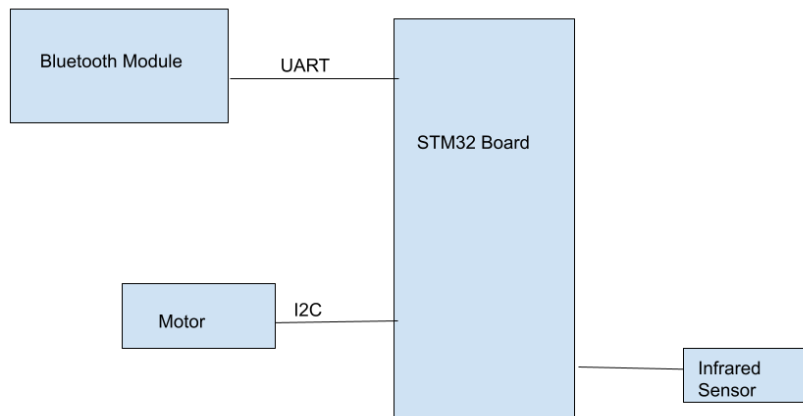 Bluetooth Module
UART
STM32 Board
I2C
Motor
Infrared
Sensor